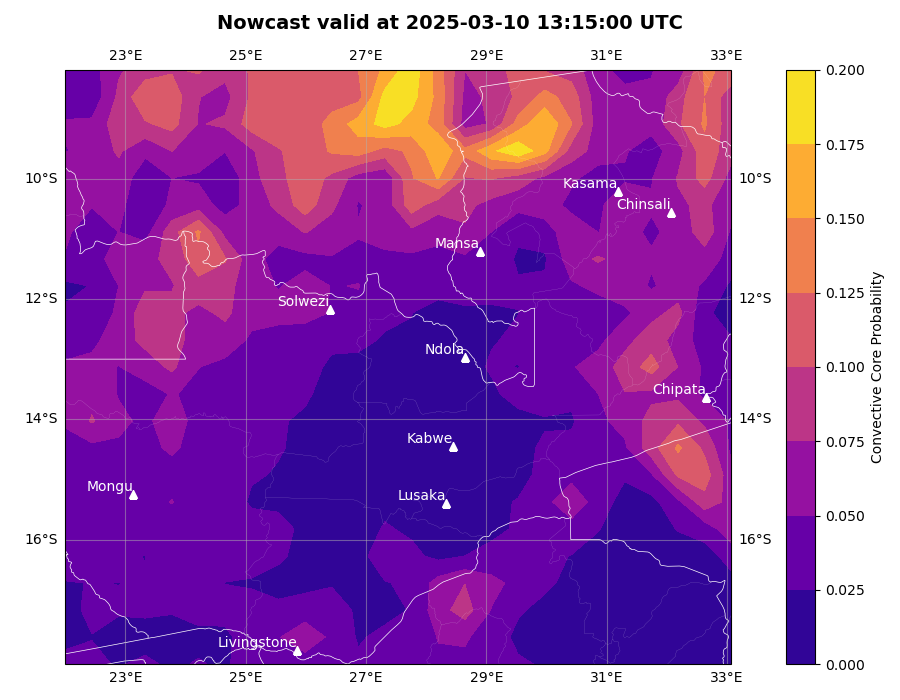 Nowcast valid at 2025-03-10 13:15:00 UTC
23°E 25°E 27°E 29°E 31°E 33°E
0.200
0.175
10°S Kasama 10°S
Chinsali
0.150
Mansa
12°S Solwezi 12°S 0.125
Ndola
0.100
Chipata
14°S 14°S
Kabwe 0.075
Mongu Lusaka
0.050
16°S 16°S
0.025
Livingstone
0.000
23°E 25°E 27°E 29°E 31°E 33°E
Convective Core Probability